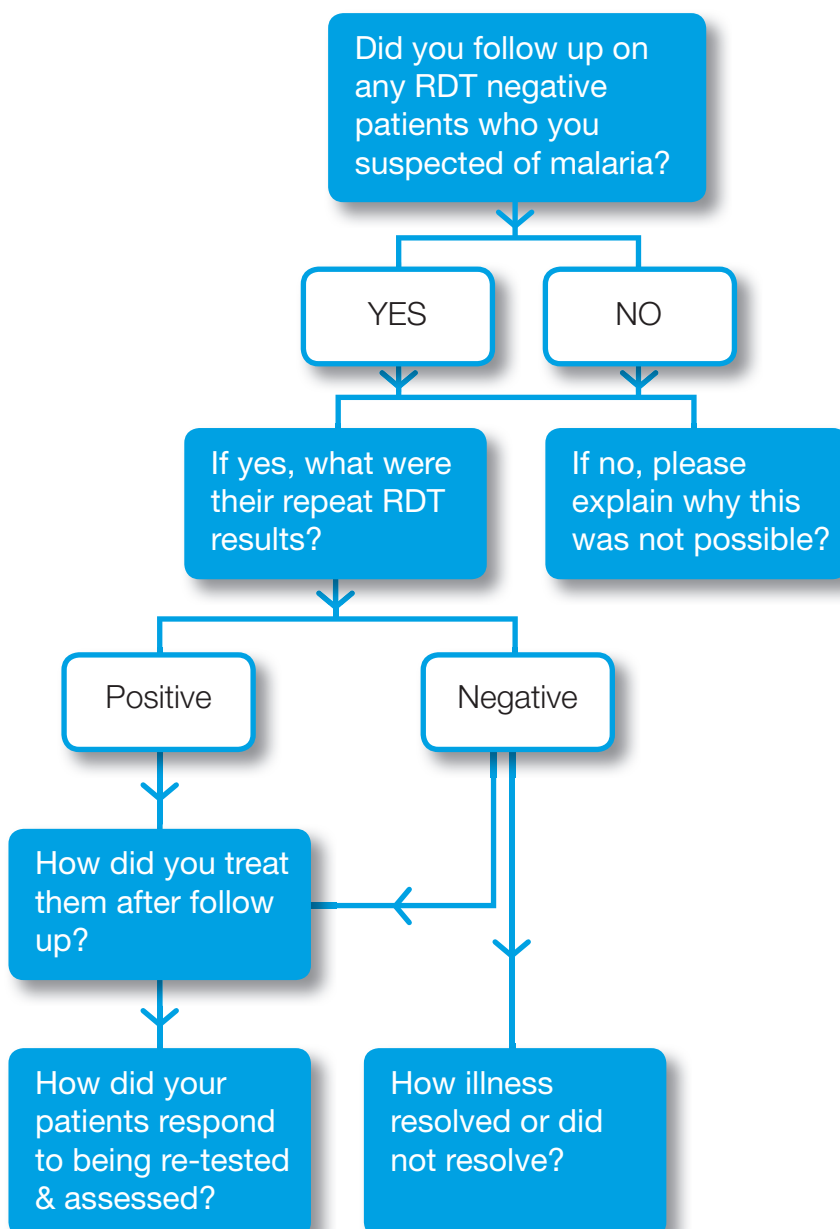 Did you follow up on
any RDT negative
patients who you
suspected of malaria?
YES
NO
If yes, what were
their repeat RDT
results?
If no, please
explain why this
was not possible?
Positive
Negative
How did you treat
them after follow
up?
How did your
patients respond
to being re-tested
& assessed?
How illness
resolved or did
not resolve?